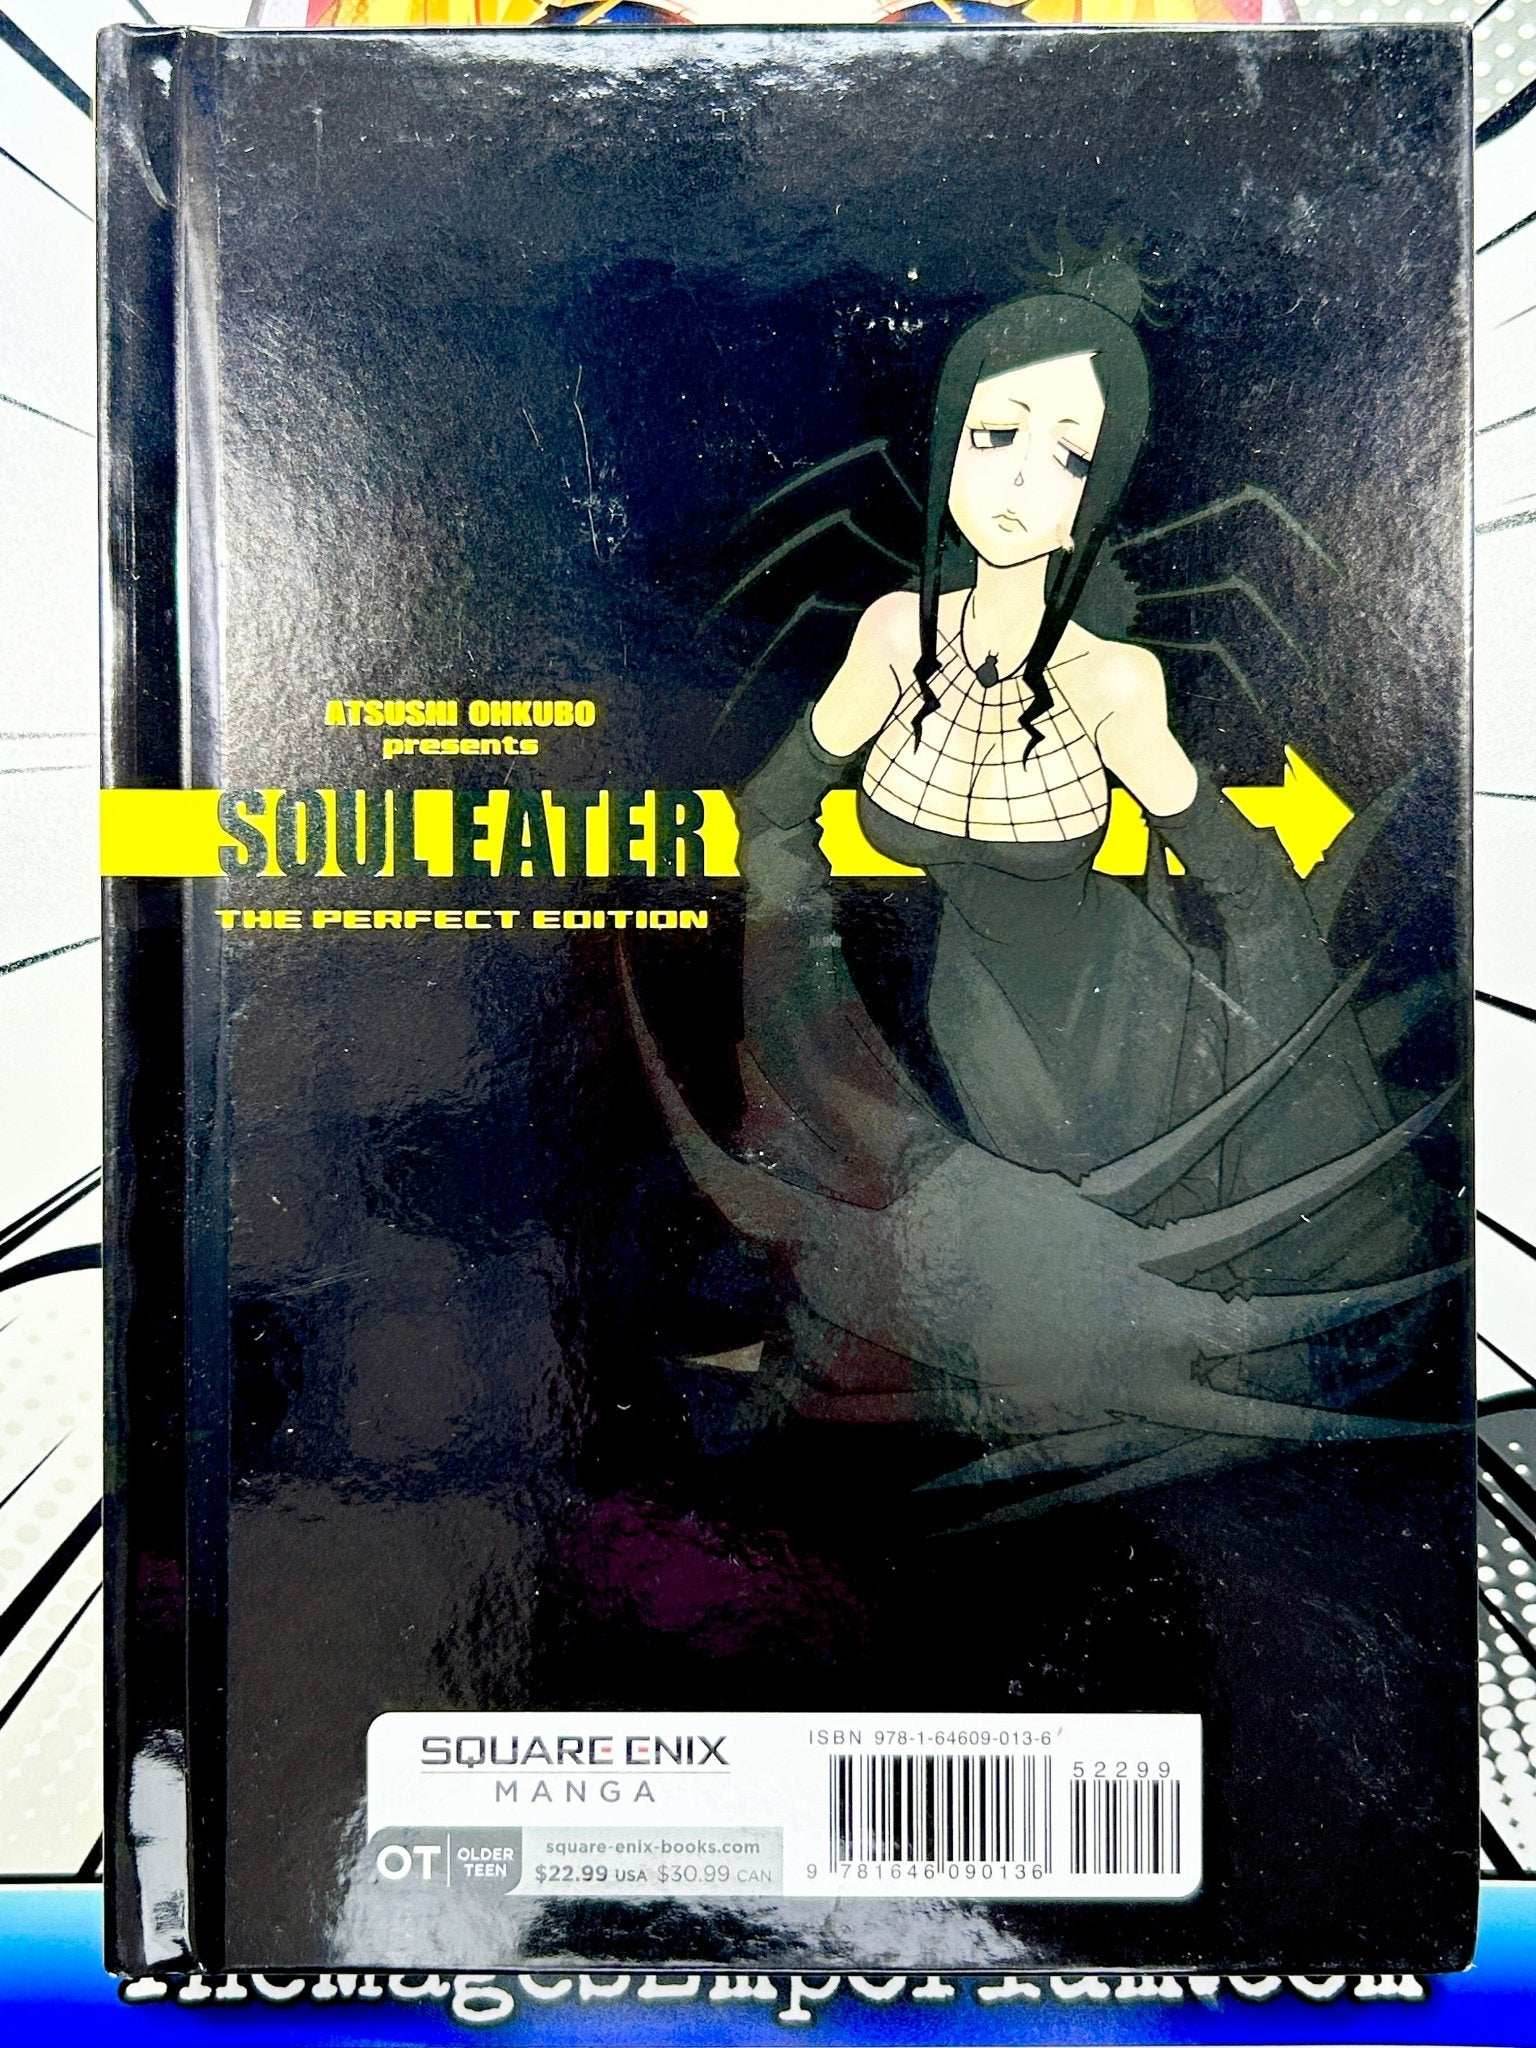 ATSUSHI OHKUBO
presents
SOUL EATER
THE PERFECT EDITION
SQUARE ENIX
MANGA
OT
OLDER
TEEN
square-enix-books.com
$22.99 USA $30.99 CAN
ISBN 978-1-64609-013-6
52299
9 781646 090136